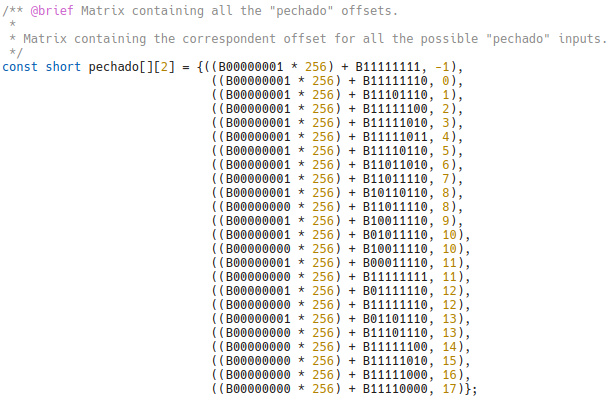 /** @brief Matrix containing all the "pechado" offsets.
 *
 * Matrix containing the correspondent offset for all the possible "pechado" inputs.
 */
const short pechado[][2] = {((B00000001 * 256) + B11111111, -1),
((B00000001 * 256) + B11111110, 0),
((B00000001 * 256) + B11101110, 1),
((B00000001 * 256) + B11111100, 2),
((B00000001 * 256) + B11111010, 3),
((B00000001 * 256) + B11111011, 4),
((B00000001 * 256) + B11110110, 5),
((B00000001 * 256) + B11011010, 6),
((B00000001 * 256) + B11011110, 7),
((B00000001 * 256) + B10110110, 8),
((B00000000 * 256) + B11011110, 8),
((B00000001 * 256) + B10011110, 9),
((B00000001 * 256) + B01011110, 10),
((B00000000 * 256) + B10011110, 10),
((B00000001 * 256) + B00011110, 11),
((B00000000 * 256) + B11111111, 11),
((B00000001 * 256) + B01111110, 12),
((B00000000 * 256) + B11111110, 12),
((B00000001 * 256) + B01101110, 13),
((B00000000 * 256) + B11101110, 13),
((B00000000 * 256) + B11111100, 14),
((B00000000 * 256) + B11111010, 15),
((B00000000 * 256) + B11111000, 16),
((B00000000 * 256) + B11110000, 17)};